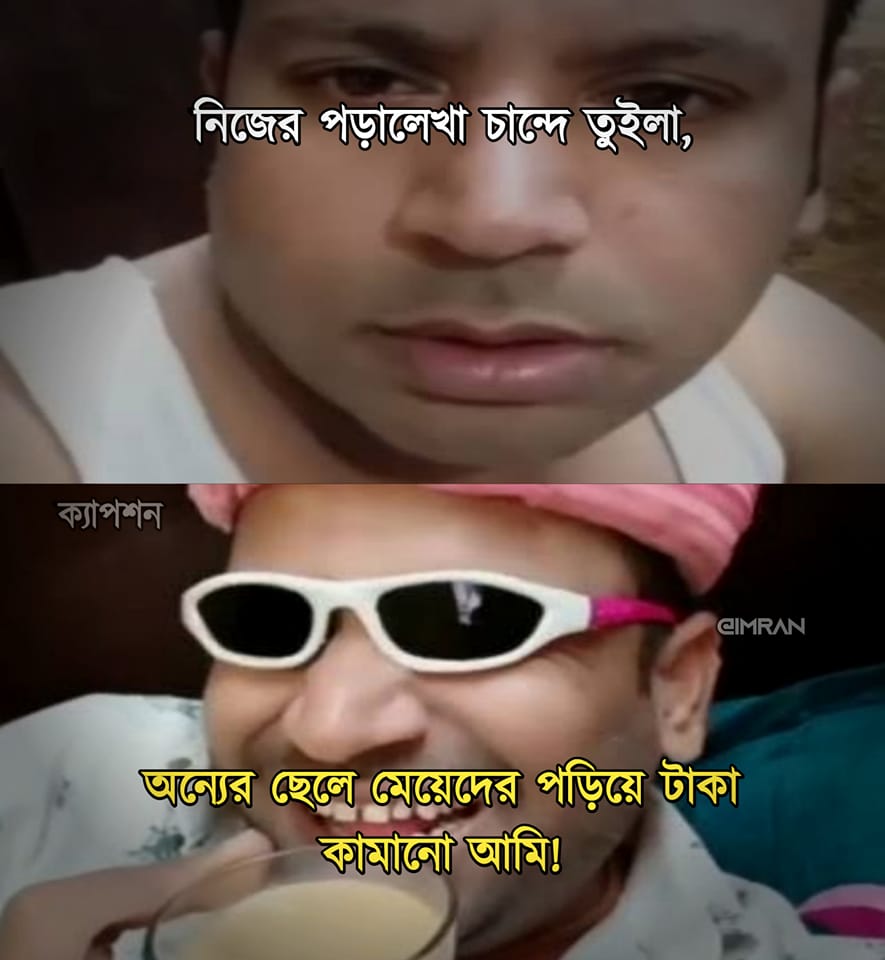 নিজের পড়ালেখা চান্দে তুইলা,
ক্যাপশন
@IMRAN
অন্যের ছেলে মেয়েদের পড়িয়ে টাকা
কামানো আমি!